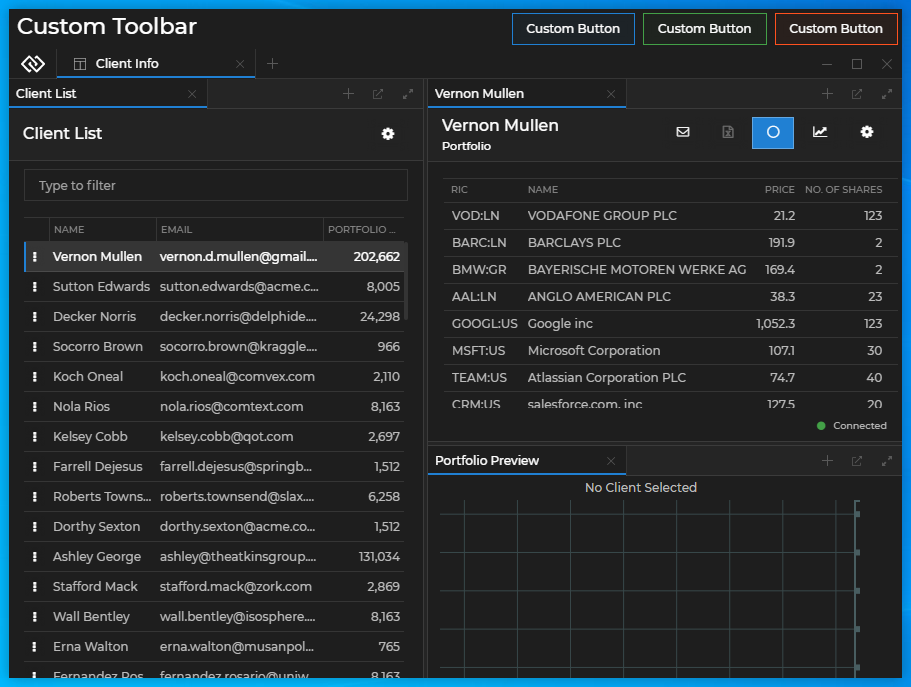 Custom Toolbar
Custom Button Custom Button Custom Button
Client Info
Client List
Client List
Type to filter
NAME EMAIL PORTFOLIO ...
Vernon Mullen vernon.d.mullen@gmail.... 202,662
Sutton Edwards sutton.edwards@acme.c... 8,005
Decker Norris decker.norris@delphide.... 24,298
Socorro Brown socorro.brown@kraggle.... 966
Koch Oneal koch.oneal@comvex.com 2,110
Nola Rios nola.rios@comtext.com 8,163
Kelsey Cobb kelsey.cobb@qot.com 2,697
Farrell Dejesus farrell.dejesus@springb... 1,512
Roberts Towns... roberts.townsend@slax.... 6,258
Dorthy Sexton dorthy.sexton@acme.co... 1,512
Ashley George ashley@theatkinsgroup.... 131,034
Stafford Mack stafford.mack@zork.com 2,869
Wall Bentley wall.bentley@isosphere.... 8,163
Erna Walton erna.walton@musanpol... 765
Fernandez Ros... fernandez.rosario@uniw... 8,163
Vernon Mullen
Vernon Mullen
Portfolio
RIC NAME PRICE NO. OF SHARES
VOD:LN VODAFONE GROUP PLC 21.2 123
BARC:LN BARCLAYS PLC 191.9 2
BMW:GR BAYERISCHE MOTOREN WERKE AG 169.4 2
AAL:LN ANGLO AMERICAN PLC 38.3 23
GOOGL:US Google inc 1,052.3 123
MSFT:US Microsoft Corporation 107.1 30
TEAM:US Atlassian Corporation PLC 74.7 40
CRM:US salesforce.com, inc 127.5 20
Connected
Portfolio Preview
No Client Selected